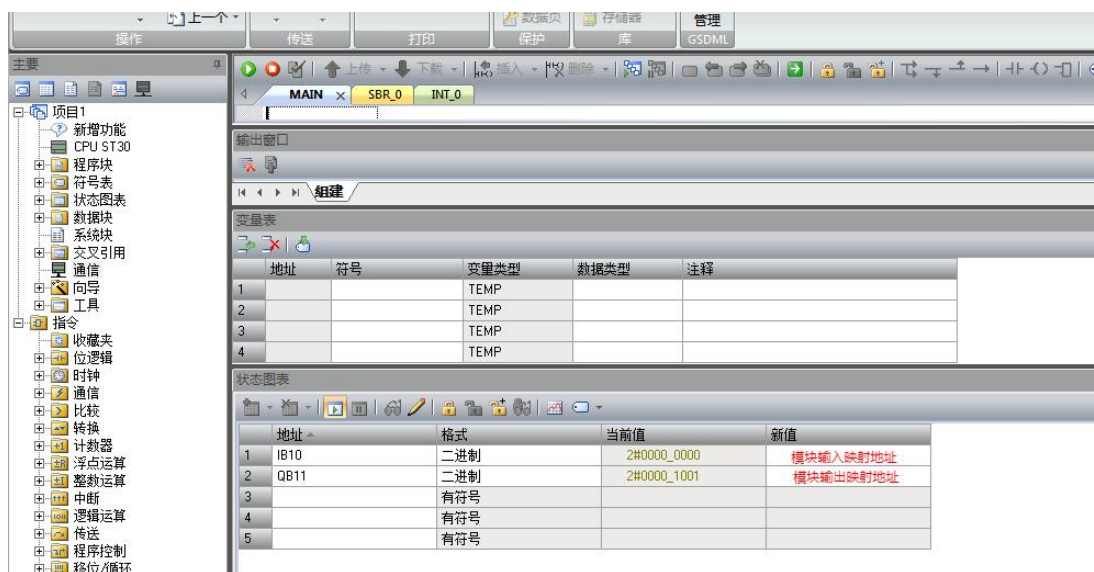 上一个
数据页
存储器
管理
操作
传送
打印
保护
库
GSDML
主要
上传
下载
插入
删除
MAIN
SBR_0
INT_0
项目1
新增功能
CPU ST30
程序块
符号表
状态图表
数据块
系统块
交叉引用
通信
向导
工具
指令
收藏夹
位逻辑
时钟
通信
比较
转换
计数器
浮点运算
整数运算
中断
逻辑运算
传送
程序控制
移位/循环
输出窗口
组建
变量表
地址 符号 变量类型 数据类型 注释
1 TEMP
2 TEMP
3 TEMP
4 TEMP
状态图表
地址 格式 当前值 新值
1 IB10 二进制 2#0000_0000 模块输入映射地址
2 QB11 二进制 2#0000_1001 模块输出映射地址
3 有符号
4 有符号
5 有符号